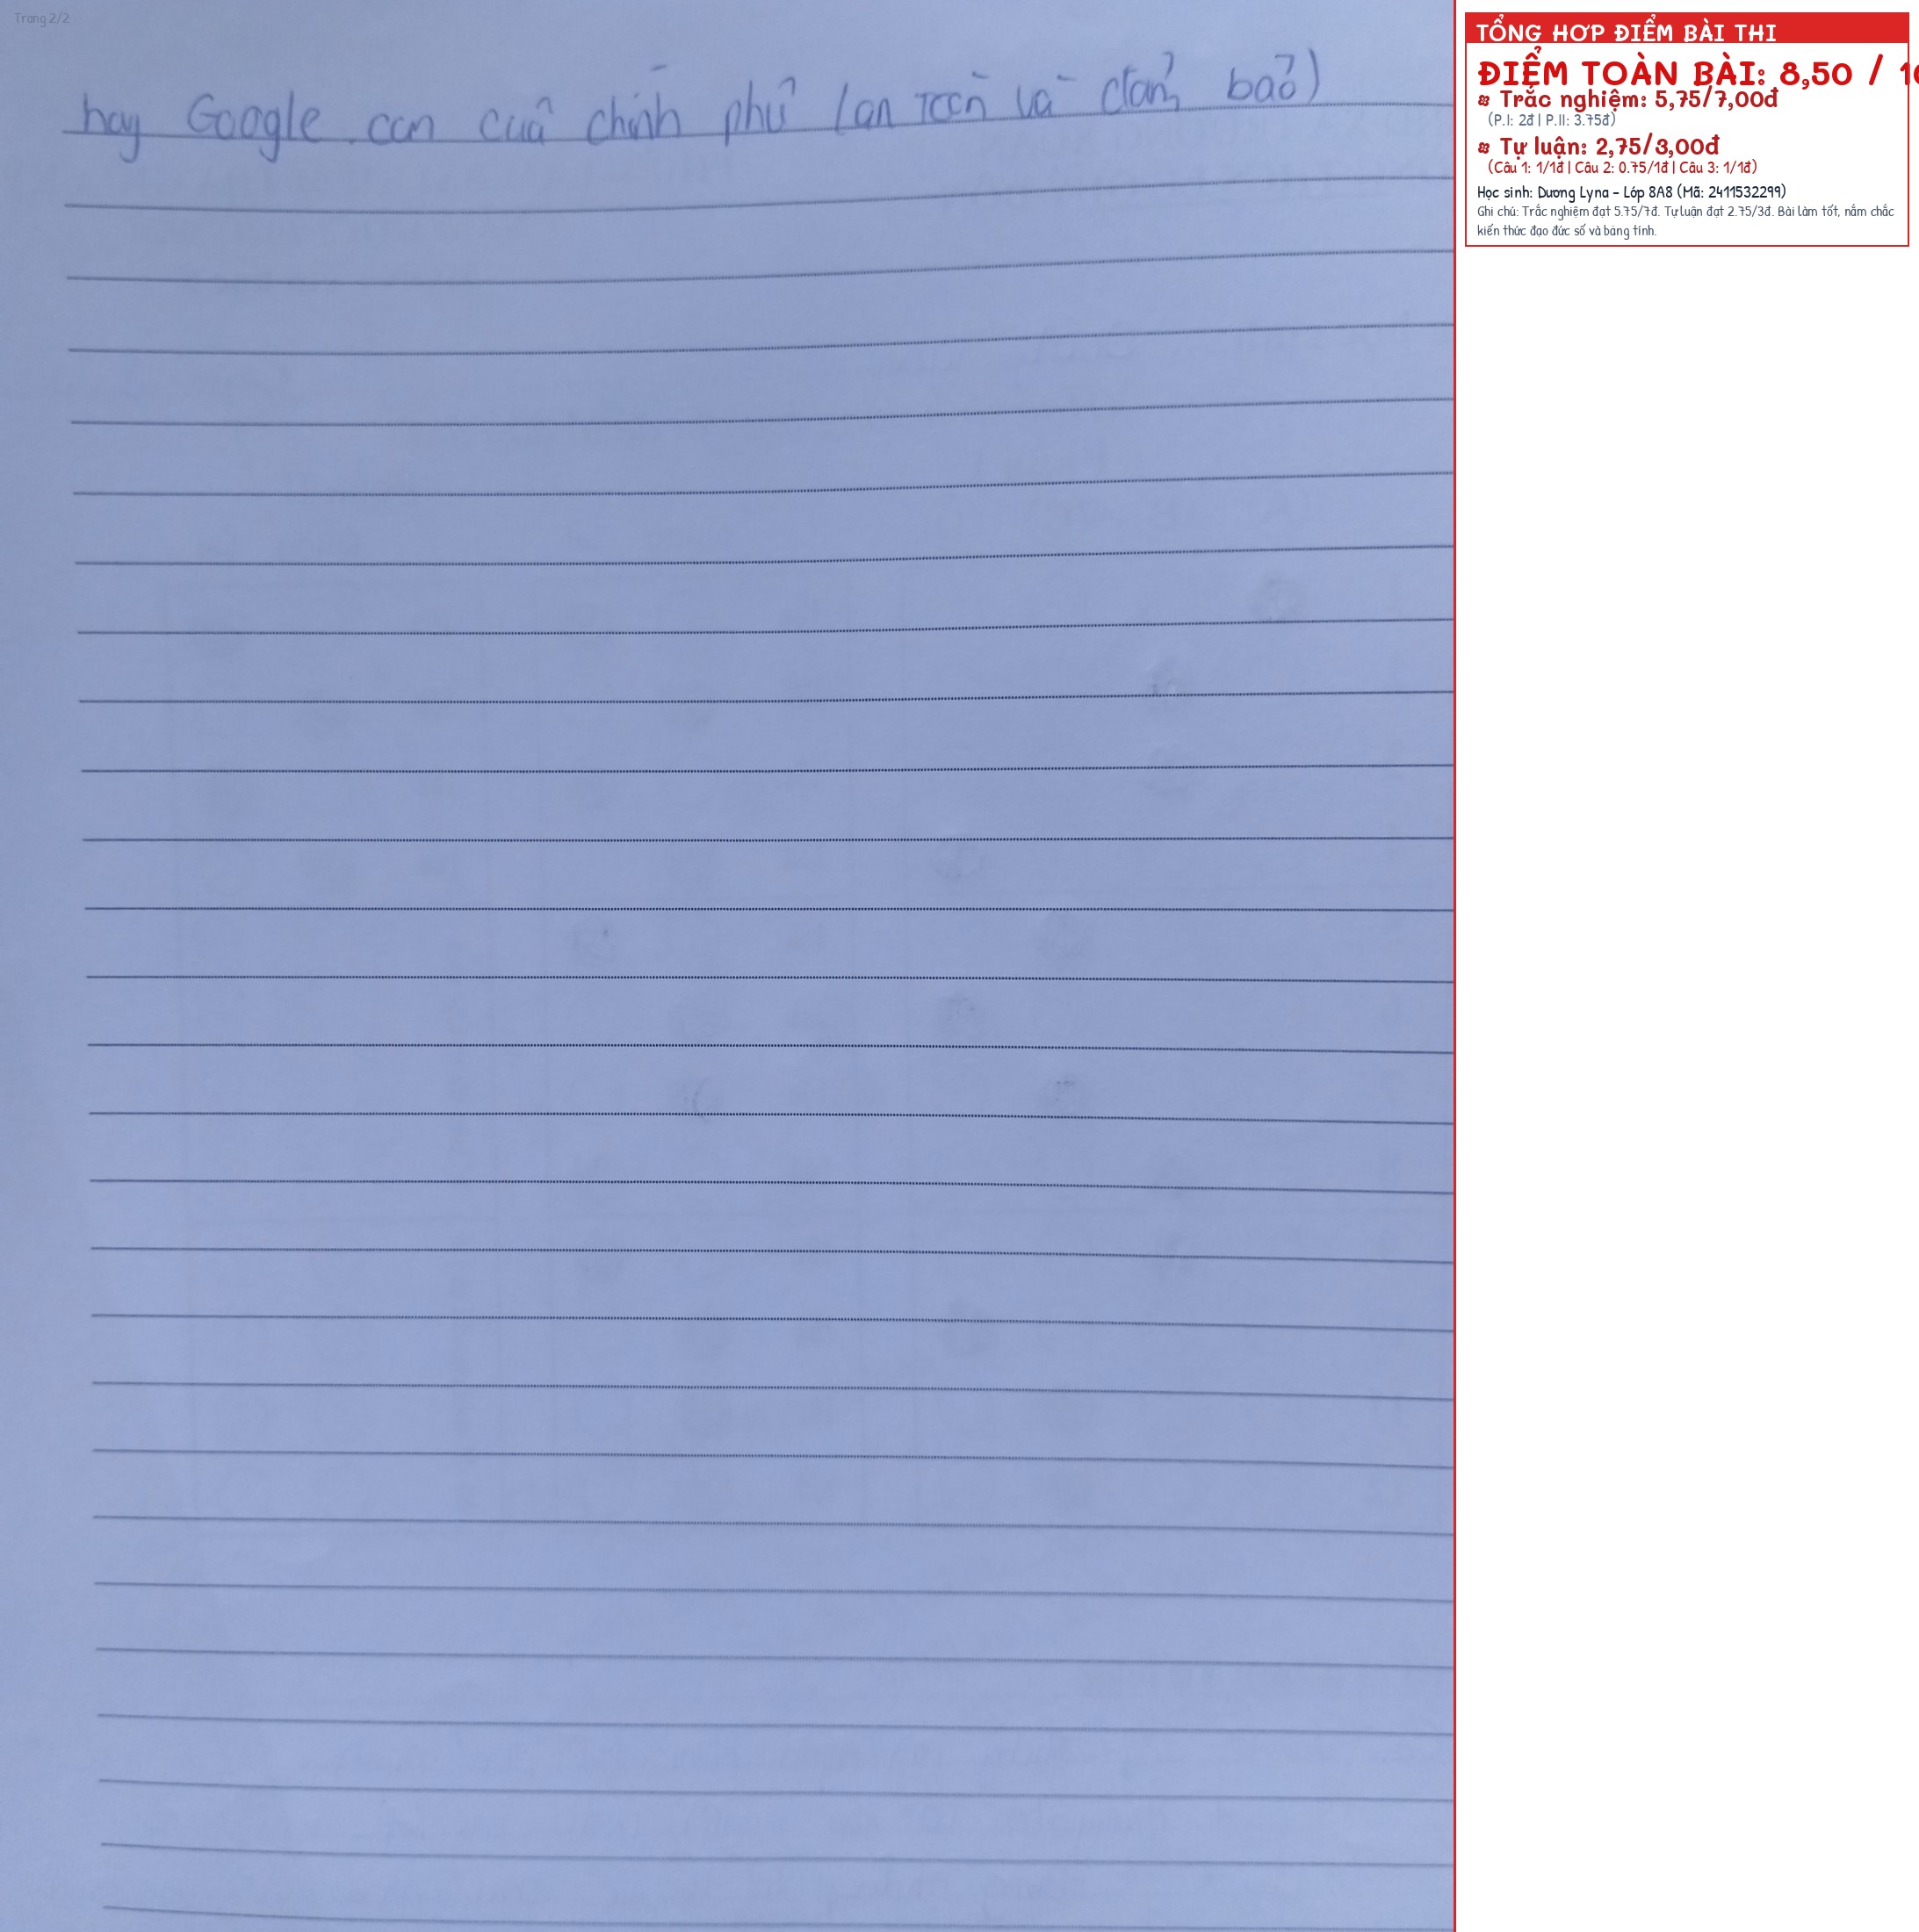 Trang 2/2
hay Google.com của chính phủ (an toàn và đảm bảo)
TỔNG HỢP ĐIỂM BÀI THI
ĐIỂM TOÀN BÀI: 8,50 / 10
Trắc nghiệm: 5,75/7,00đ
(P.I: 2đ | P.II: 3.75đ)
Tự luận: 2,75/3,00đ
(Câu 1: 1/1đ | Câu 2: 0.75/1đ | Câu 3: 1/1đ)
Học sinh: Dương Lyna - Lớp 8A8 (Mã: 2411532299)
Ghi chú: Trắc nghiệm đạt 5.75/7đ. Tự luận đạt 2.75/3đ. Bài làm tốt, nắm chắc
kiến thức đạo đức số và bảng tính.